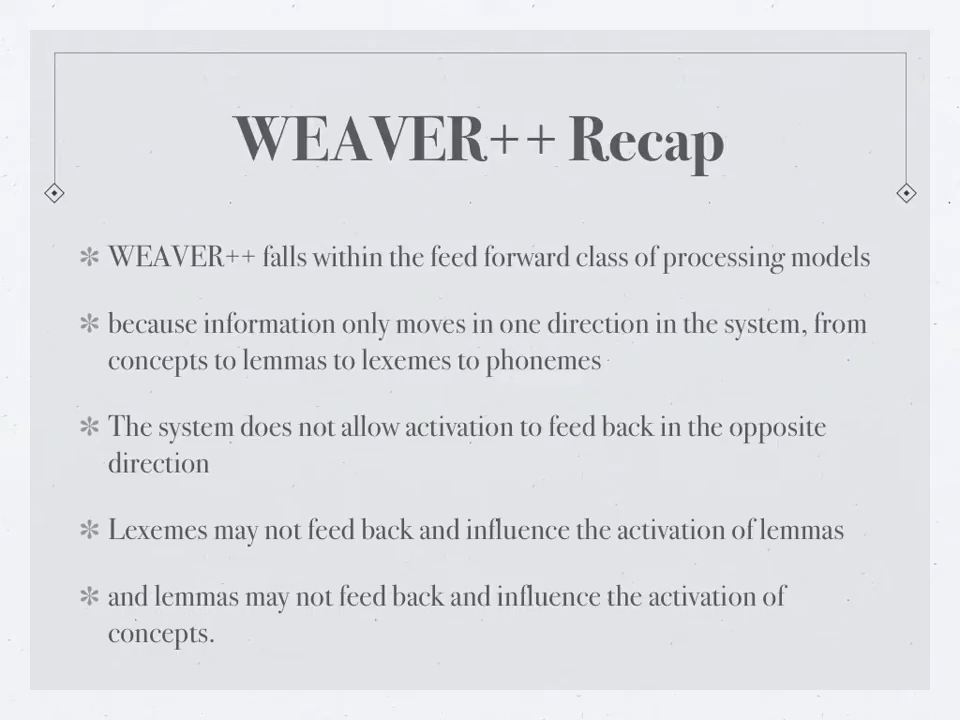 WEAVER++ Recap
✻ WEAVER++ falls within the feed forward class of processing models
✻ because information only moves in one direction in the system, from
concepts to lemmas to lexemes to phonemes
✻ The system does not allow activation to feed back in the opposite
direction
✻ Lexemes may not feed back and influence the activation of lemmas
✻ and lemmas may not feed back and influence the activation of
concepts.